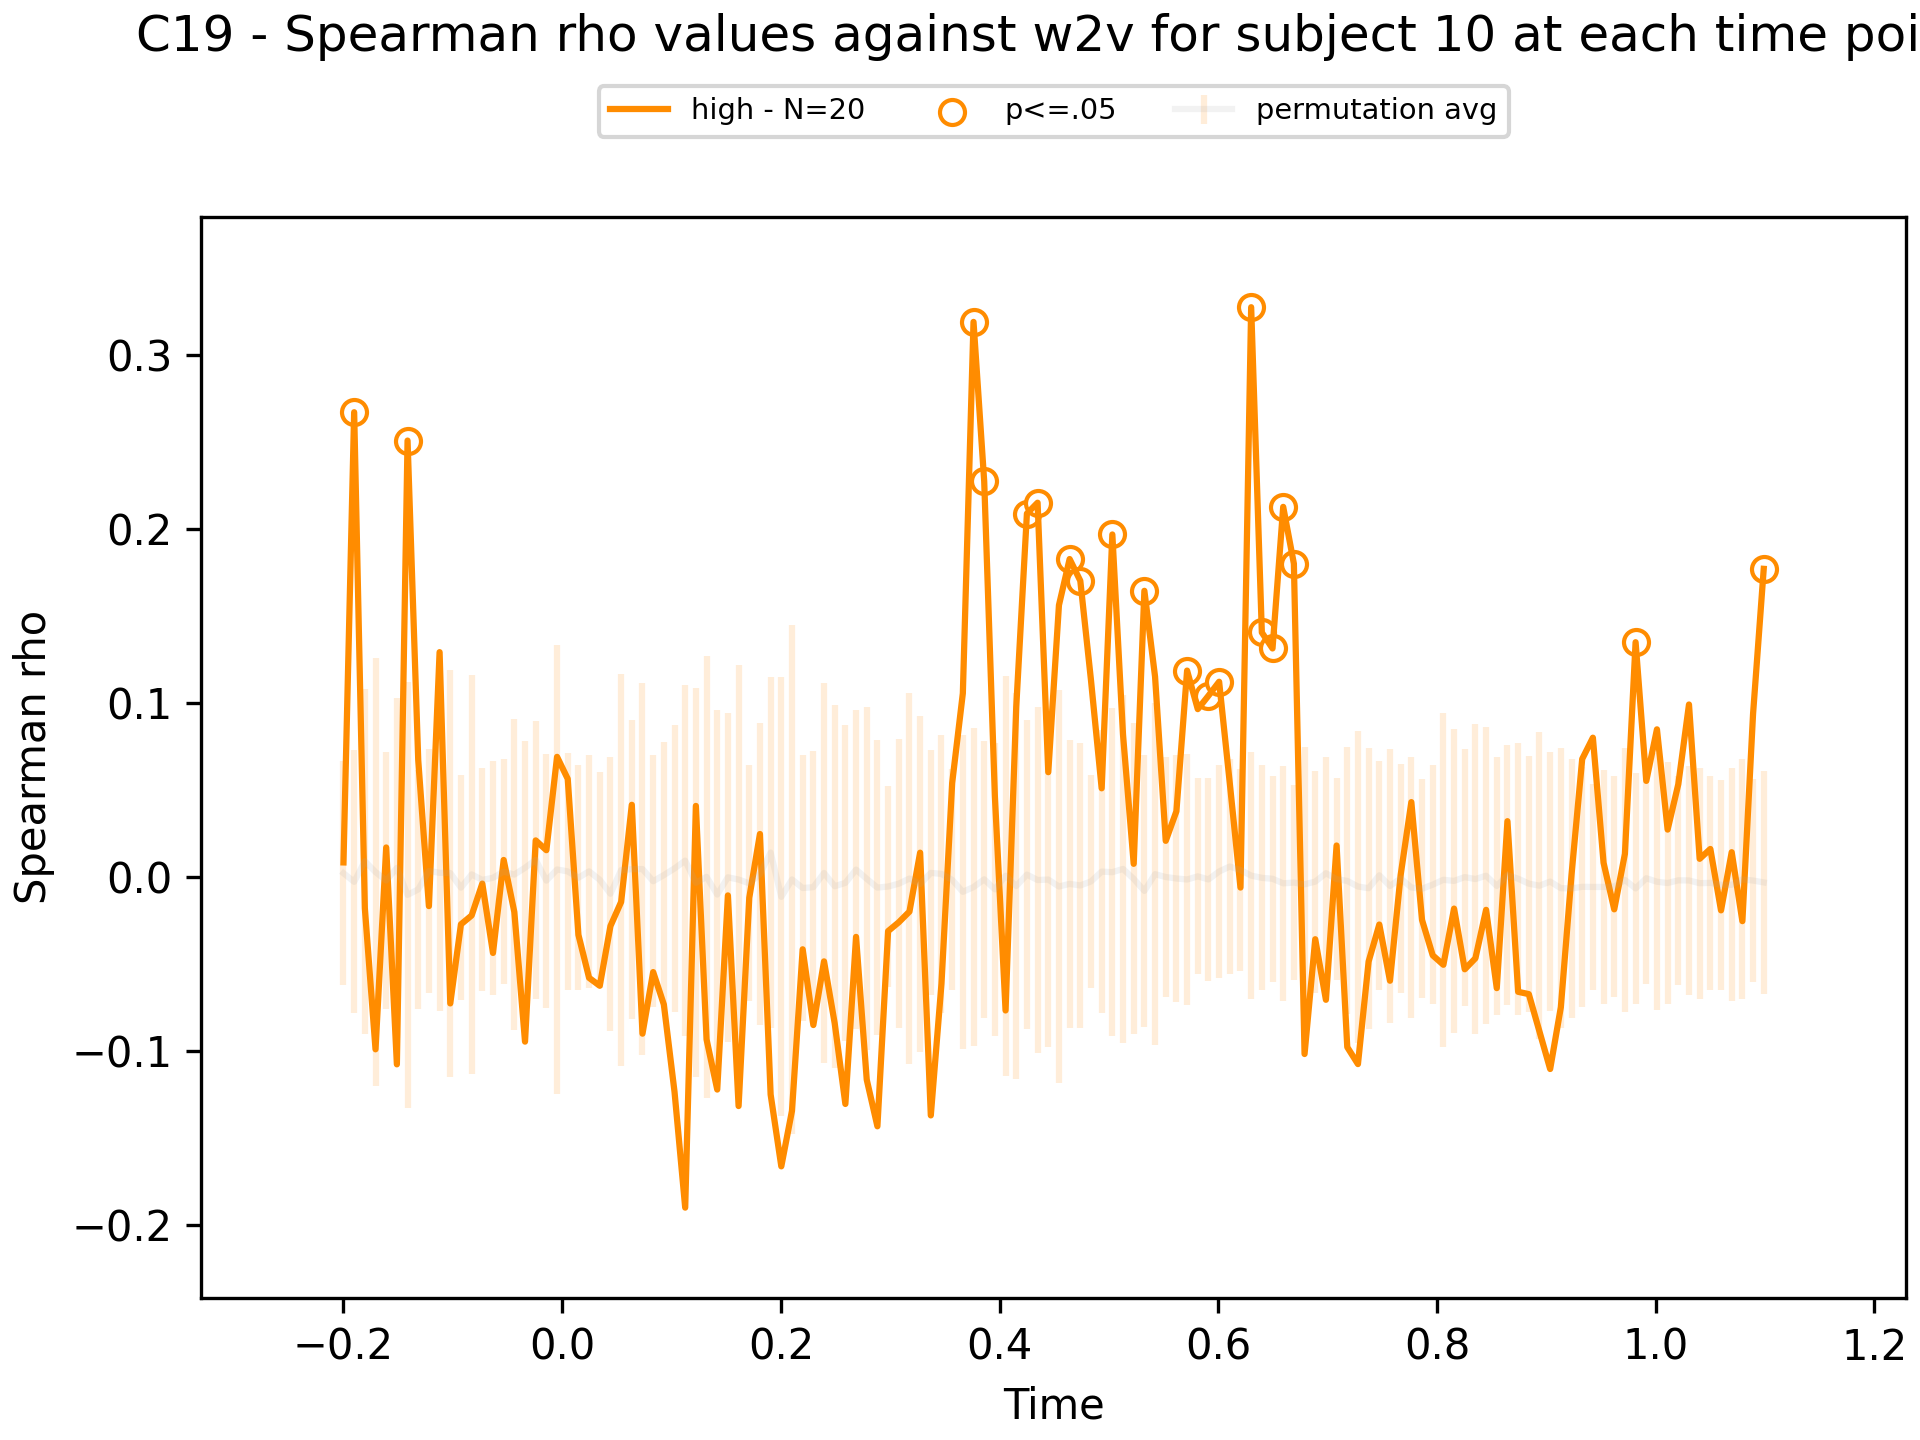 C19 - Spearman rho values against w2v for subject 10 at each time poi
high - N=20 p<=.05 permutation avg
0.3
0.2
0.1
0.0
−0.1
−0.2
Spearman rho
−0.2 0.0 0.2 0.4 0.6 0.8 1.0 1.2
Time